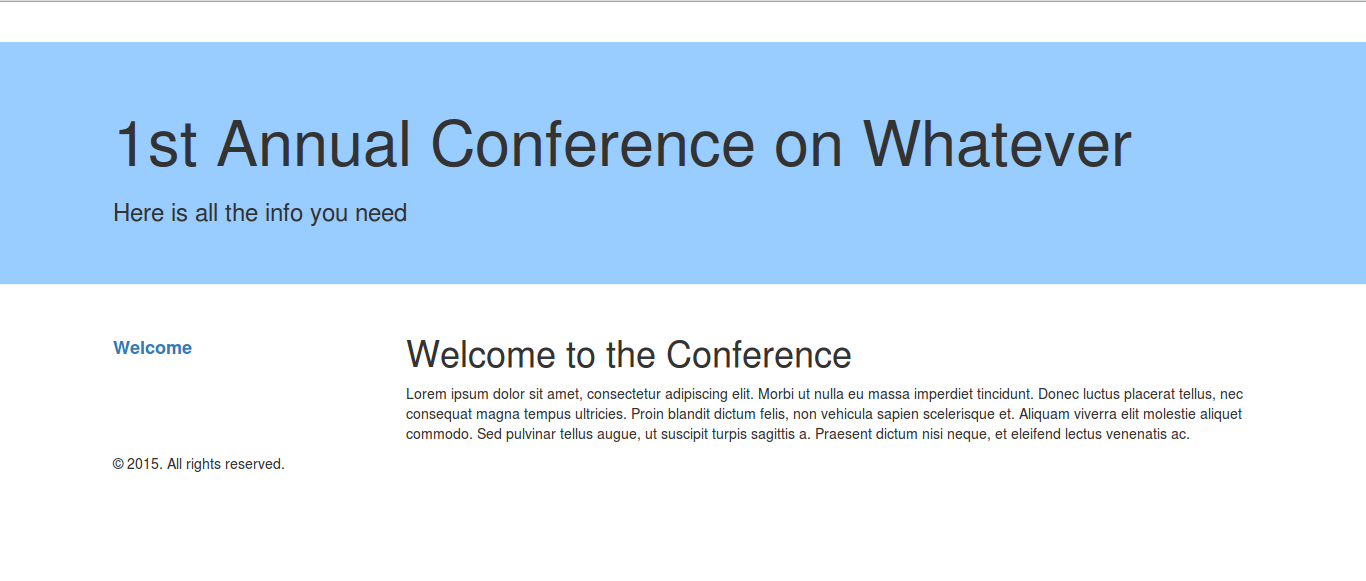 1st Annual Conference on Whatever
Here is all the info you need
Welcome
Welcome to the Conference
Lorem ipsum dolor sit amet, consectetur adipiscing elit. Morbi ut nulla eu massa imperdiet tincidunt. Donec luctus placerat tellus, nec
consequat magna tempus ultricies. Proin blandit dictum felis, non vehicula sapien scelerisque et. Aliquam viverra elit molestie aliquet
commodo. Sed pulvinar tellus augue, ut suscipit turpis sagittis a. Praesent dictum nisi neque, et eleifend lectus venenatis ac.
© 2015. All rights reserved.